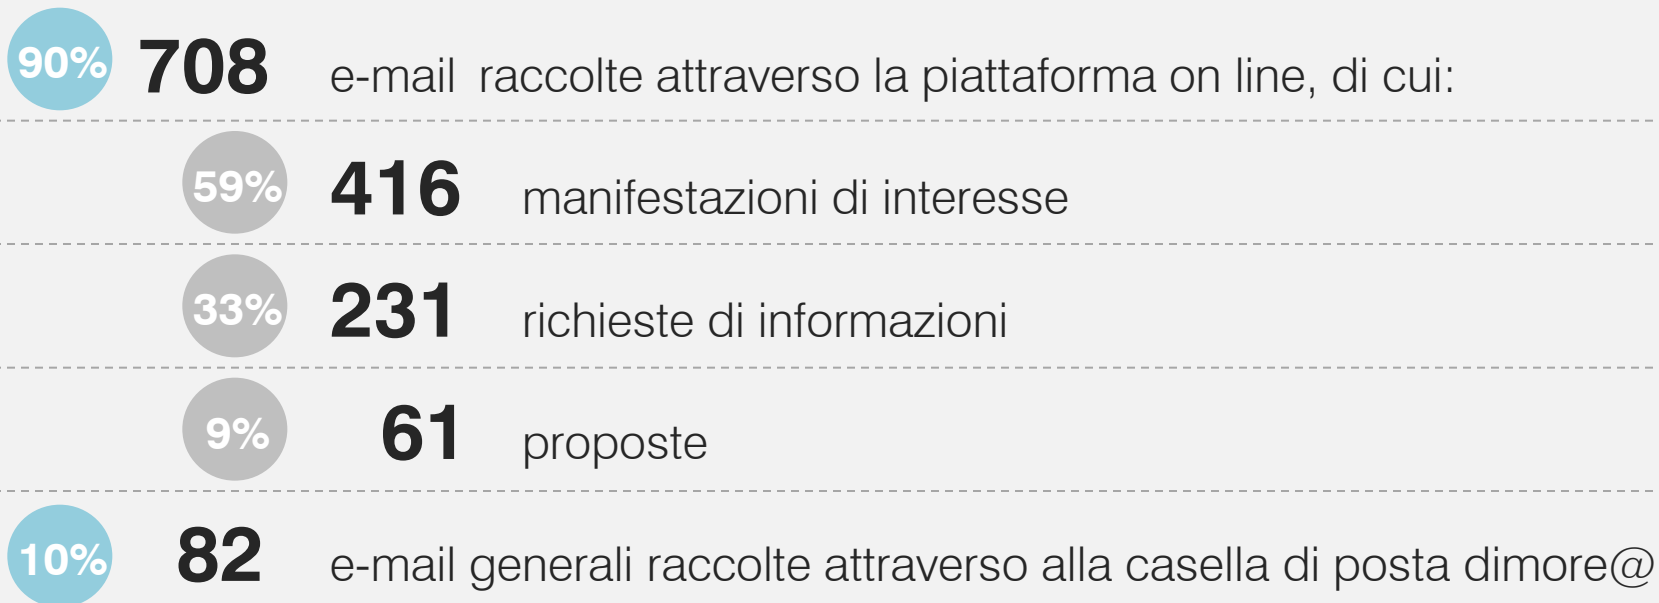 90% 708 e-mail raccolte attraverso la piattaforma on line, di cui:
59% 416 manifestazioni di interesse
33% 231 richieste di informazioni
9% 61 proposte
10% 82 e-mail generali raccolte attraverso alla casella di posta dimore@